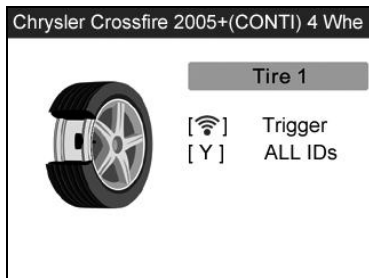 Chrysler Crossfire 2005+(CONTI) 4 Whe
Tire 1
[ ] Trigger
[ Y ] ALL IDs